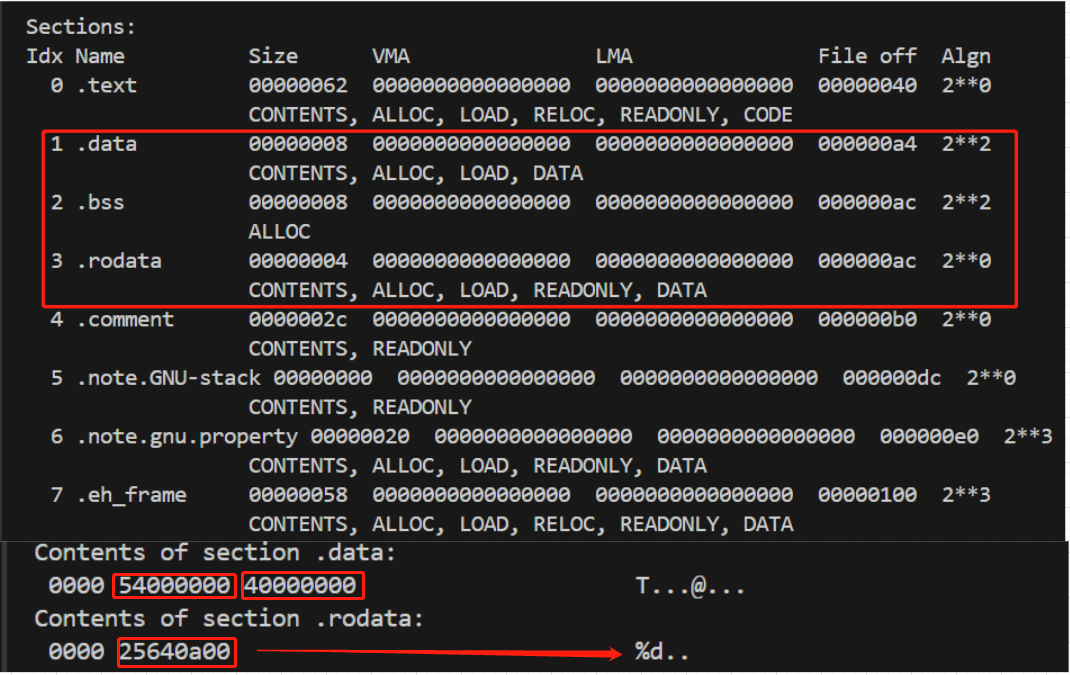 Sections:
Idx Name Size VMA LMA File off Algn
0 .text 00000062 0000000000000000 0000000000000000 00000040 2**0
CONTENTS, ALLOC, LOAD, RELOC, READONLY, CODE
1 .data 00000008 0000000000000000 0000000000000000 000000a4 2**2
CONTENTS, ALLOC, LOAD, DATA
2 .bss 00000008 0000000000000000 0000000000000000 000000ac 2**2
ALLOC
3 .rodata 00000004 0000000000000000 0000000000000000 000000ac 2**0
CONTENTS, ALLOC, LOAD, READONLY, DATA
4 .comment 0000002c 0000000000000000 0000000000000000 000000b0 2**0
CONTENTS, READONLY
5 .note.GNU-stack 00000000 0000000000000000 0000000000000000 000000dc 2**0
CONTENTS, READONLY
6 .note.gnu.property 00000020 0000000000000000 0000000000000000 000000e0 2**3
CONTENTS, ALLOC, LOAD, READONLY, DATA
7 .eh_frame 00000058 0000000000000000 0000000000000000 00000100 2**3
CONTENTS, ALLOC, LOAD, RELOC, READONLY, DATA
Contents of section .data:
0000 54000000 40000000 T...@...
Contents of section .rodata:
0000 25640a00 %d..